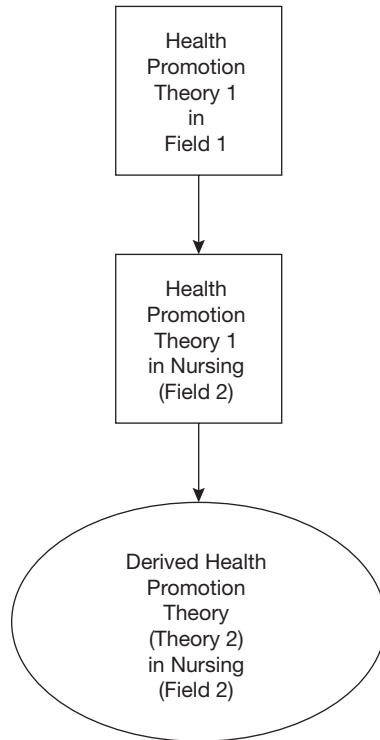 Health
Promotion
Theory 1
in
Field 1
Health
Promotion
Theory 1
in Nursing
(Field 2)
Derived Health
Promotion
Theory
(Theory 2)
in Nursing
(Field 2)